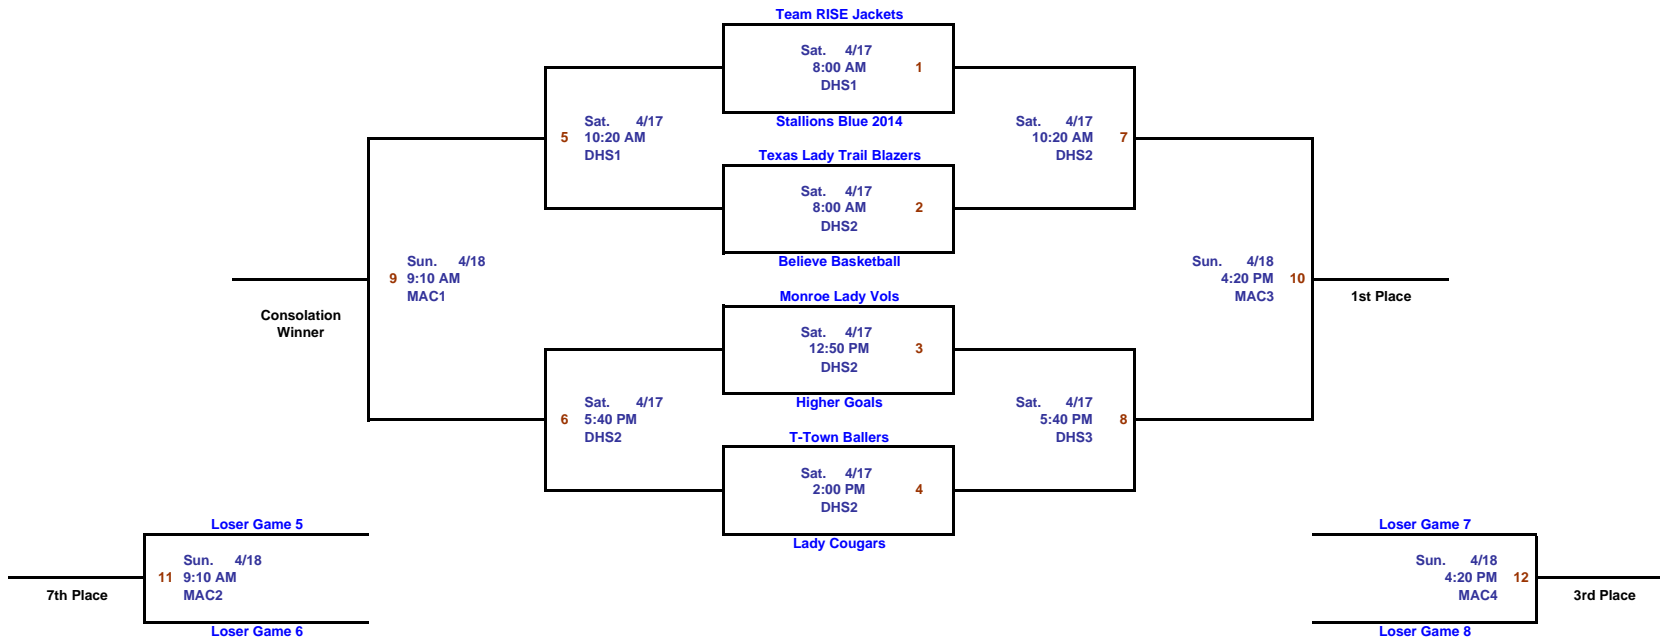 Team RISE Jackets
Sat. 4/17
8:00 AM 1
DHS1
Stallions Blue 2014
Sat. 4/17
5 10:20 AM
DHS1
Sat. 4/17
10:20 AM 7
DHS2
Texas Lady Trail Blazers
Sat. 4/17
8:00 AM 2
DHS2
Believe Basketball
Sun. 4/18
9 9:10 AM
MAC1
Consolation
Winner
Sun. 4/18
4:20 PM 10
MAC3
1st Place
Monroe Lady Vols
Sat. 4/17
12:50 PM 3
DHS2
Higher Goals
Sat. 4/17
6 5:40 PM
DHS2
Sat. 4/17
5:40 PM 8
DHS3
T-Town Ballers
Sat. 4/17
2:00 PM 4
DHS2
Lady Cougars
Loser Game 5
Sun. 4/18
11 9:10 AM
MAC2
7th Place
Loser Game 6
Loser Game 7
Sun. 4/18
4:20 PM 12
MAC4
3rd Place
Loser Game 8